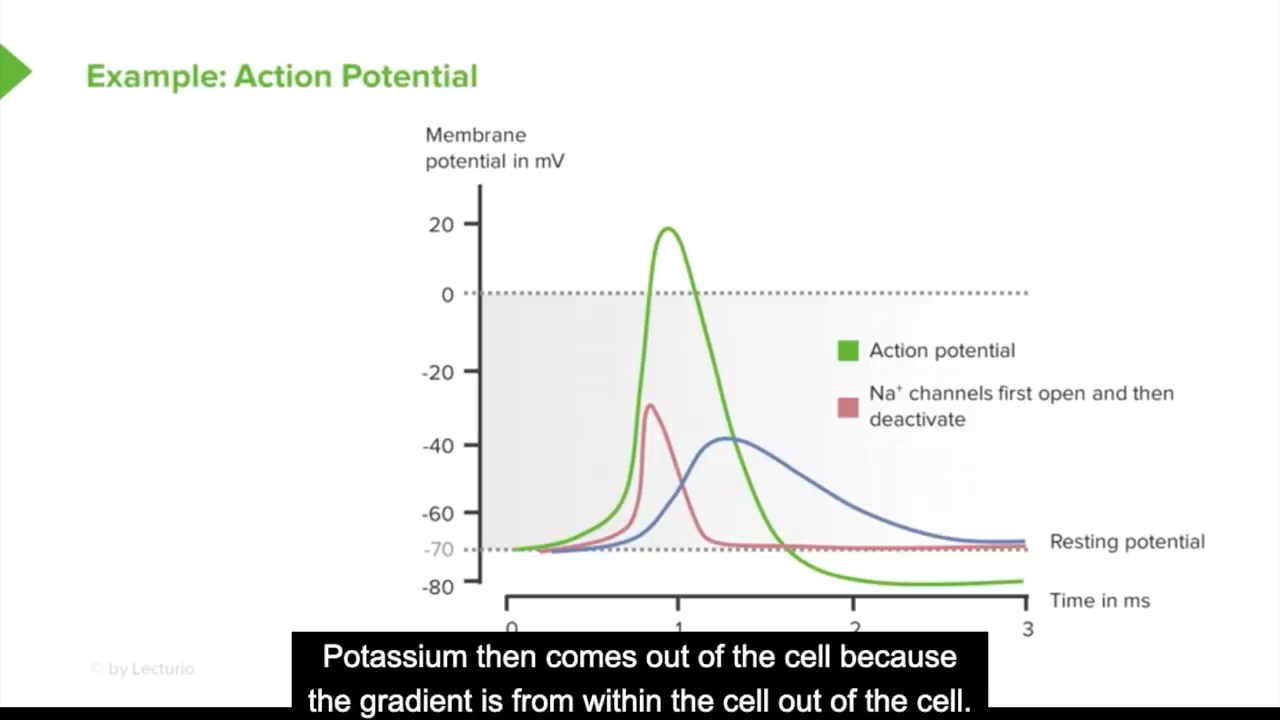 Example: Action Potential
Membrane
potential in mV
20
0
-20
-40
-60
-70
-80
Action potential
Na⁺ channels first open and then
deactivate
Resting potential
Time in ms
0 1 2 3
© by Lecturio
Potassium then comes out of the cell because
the gradient is from within the cell out of the cell.